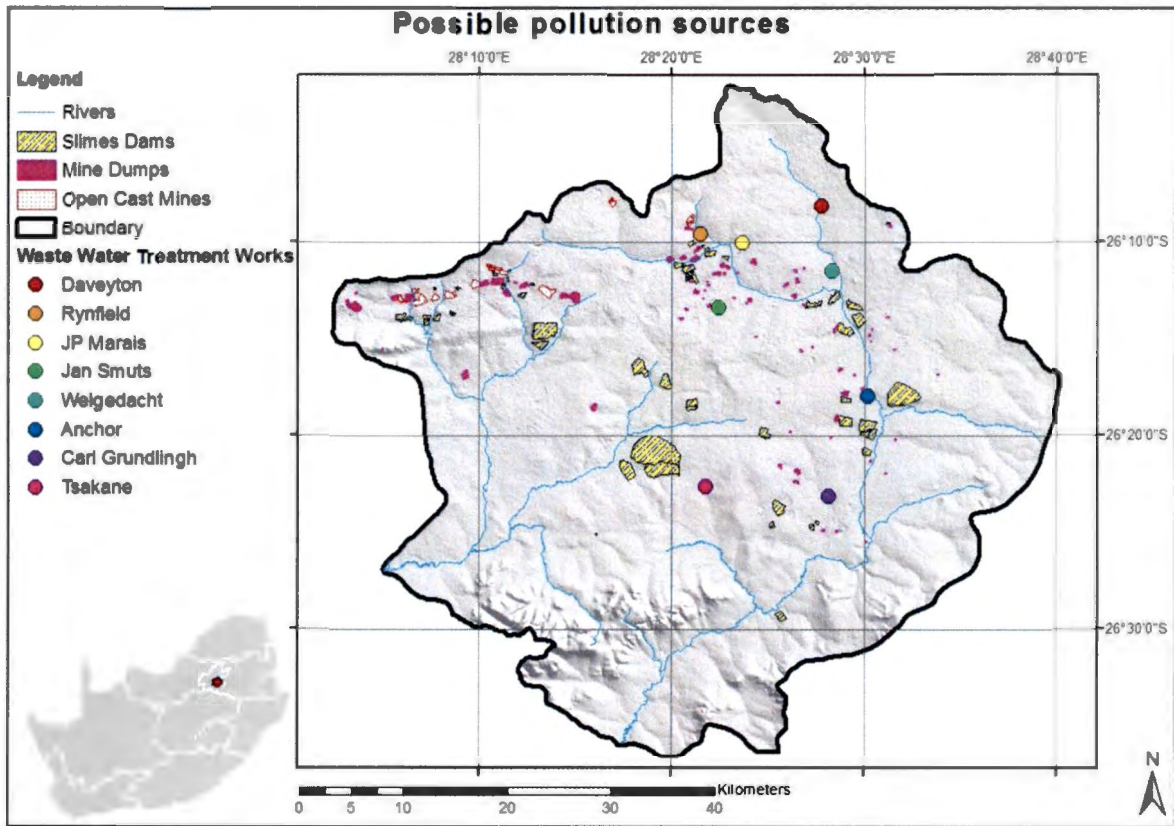 Possible pollution sources
28°10'0"E 28°20'0"E 28°30'0"E 28°40'0"E
Legend
Rivers
Slimes Dams
Mine Dumps
Open Cast Mines
Boundary
Waste Water Treatment Works
Daveyton
Rynfield
JP Marais
Jan Smuts
Welgedacht
Anchor
Carl Grundlingh
Tsakane
26°10'0"S
26°20'0"S
26°30'0"S
N
Kilometers
0 5 10 20 30 40